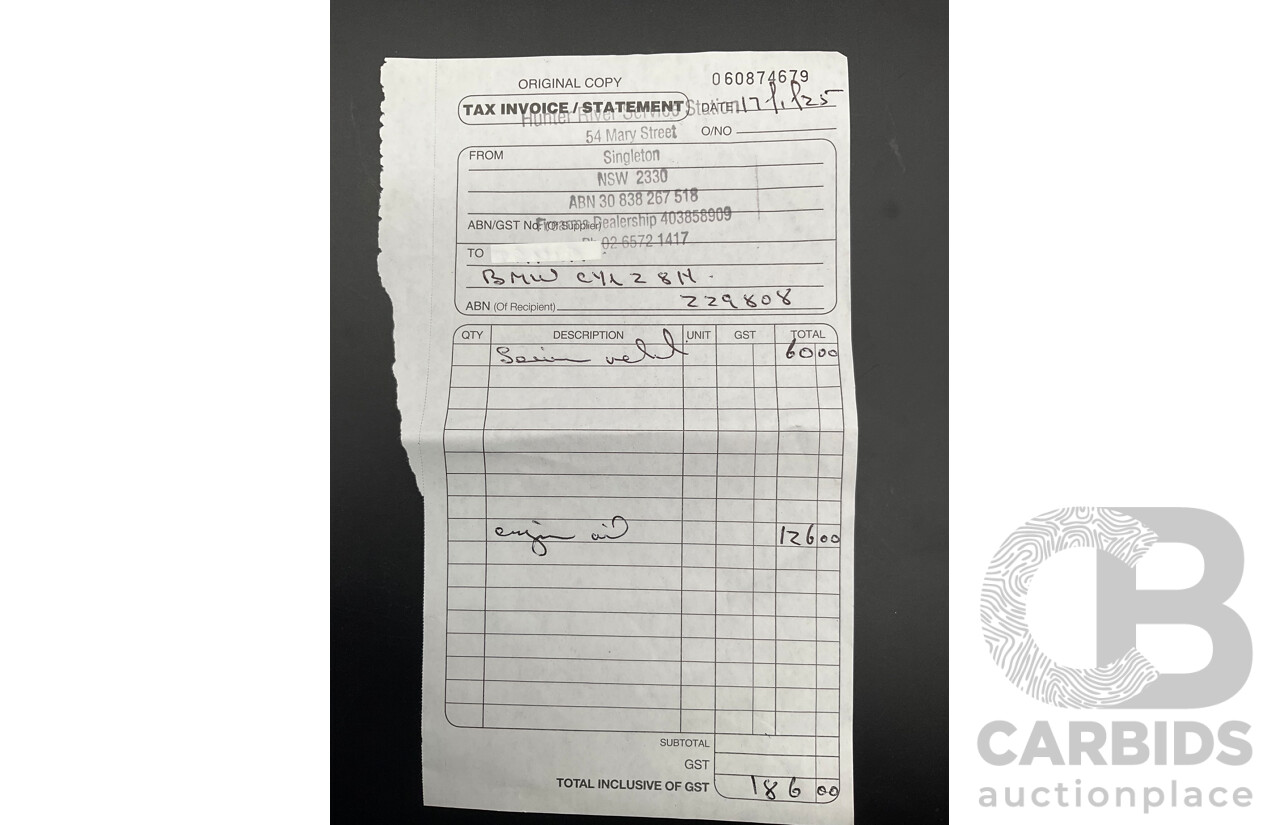 ORIGINAL COPY
060874679
TAX INVOICE / STATEMENT
DATE 17/1/25
Hunter River Service Station
54 Mary Street
O/NO
FROM
Singleton
NSW 2330
ABN 30 838 267 518
ABN/GST No. (Of Supplier)
Dealership 403858909
Ph 02 6572 1417
TO
BMW CYL28H
ABN (Of Recipient)
229808
QTY DESCRIPTION UNIT GST TOTAL
60 00
engin oil 126 00
SUBTOTAL
GST
TOTAL INCLUSIVE OF GST 186 00
CB
CARBIDS
auctionplace